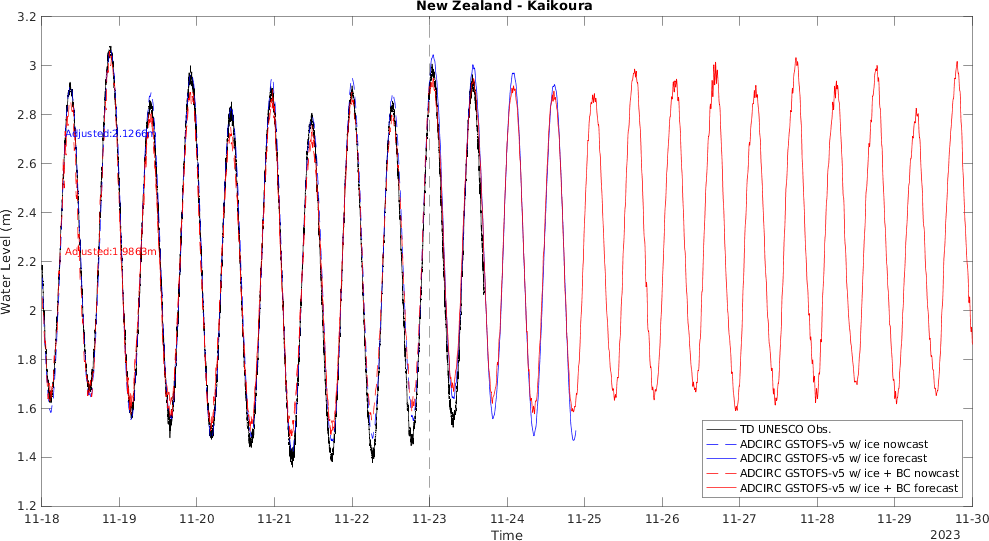 New Zealand - Kaikoura
3.2
3
2.8
2.6
2.4
2.2
2
1.8
1.6
1.4
1.2
Water Level (m)
Adjusted:2.1266m
Adjusted:1.9863m
TD UNESCO Obs.
ADCIRC GSTOFS-v5 w/ ice nowcast
ADCIRC GSTOFS-v5 w/ ice forecast
ADCIRC GSTOFS-v5 w/ ice + BC nowcast
ADCIRC GSTOFS-v5 w/ ice + BC forecast
11-18 11-19 11-20 11-21 11-22 11-23 11-24 11-25 11-26 11-27 11-28 11-29 11-30
Time
2023